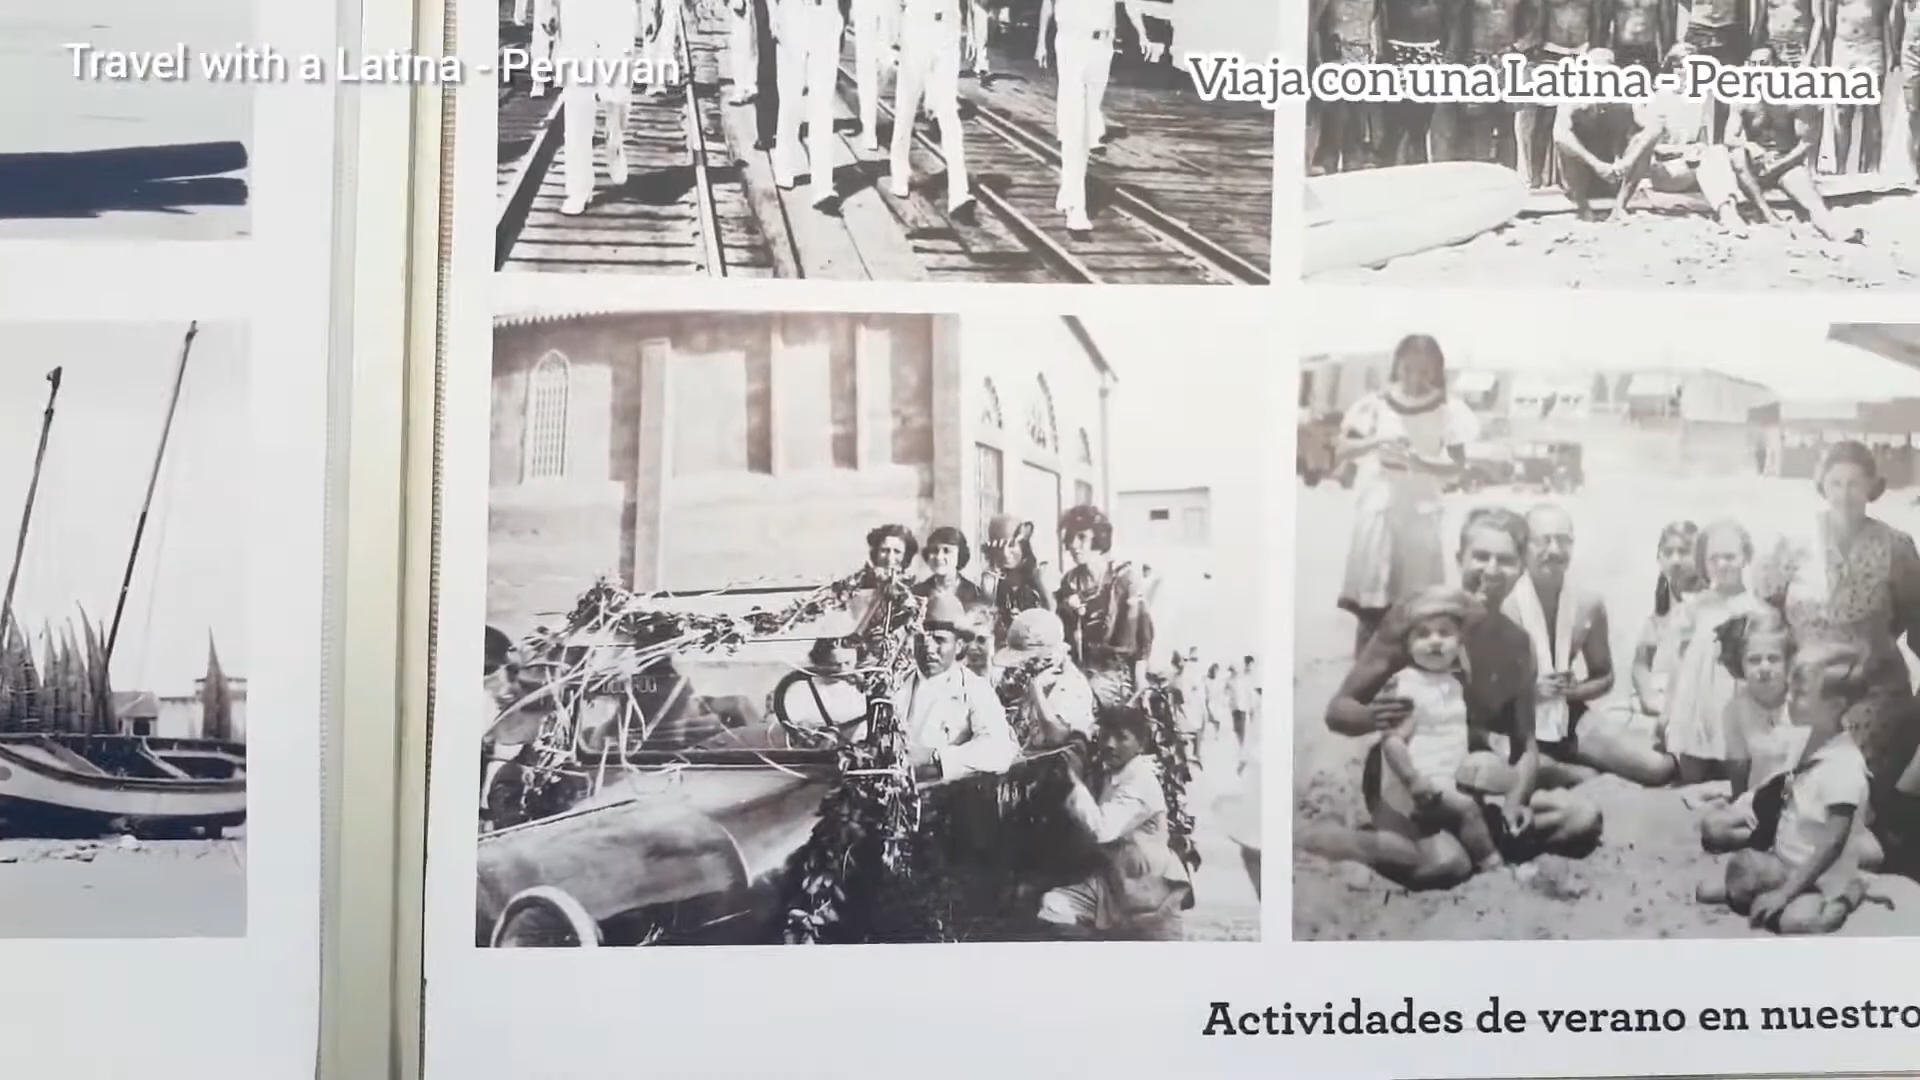 Travel with a Latina - Peruvian
Viaja con una Latina - Peruana
Actividades de verano en nuestro